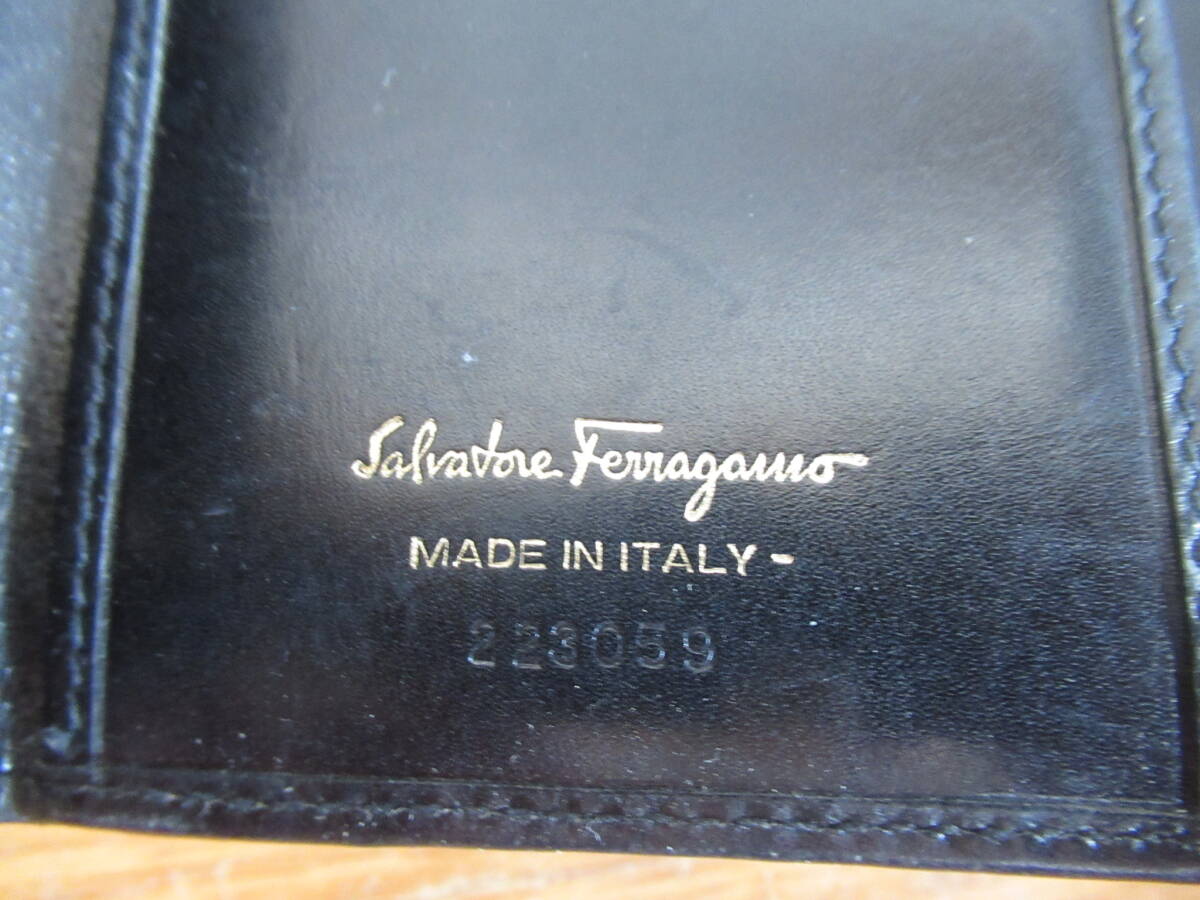 Salvatore Ferragamo
MADE IN ITALY -
223059